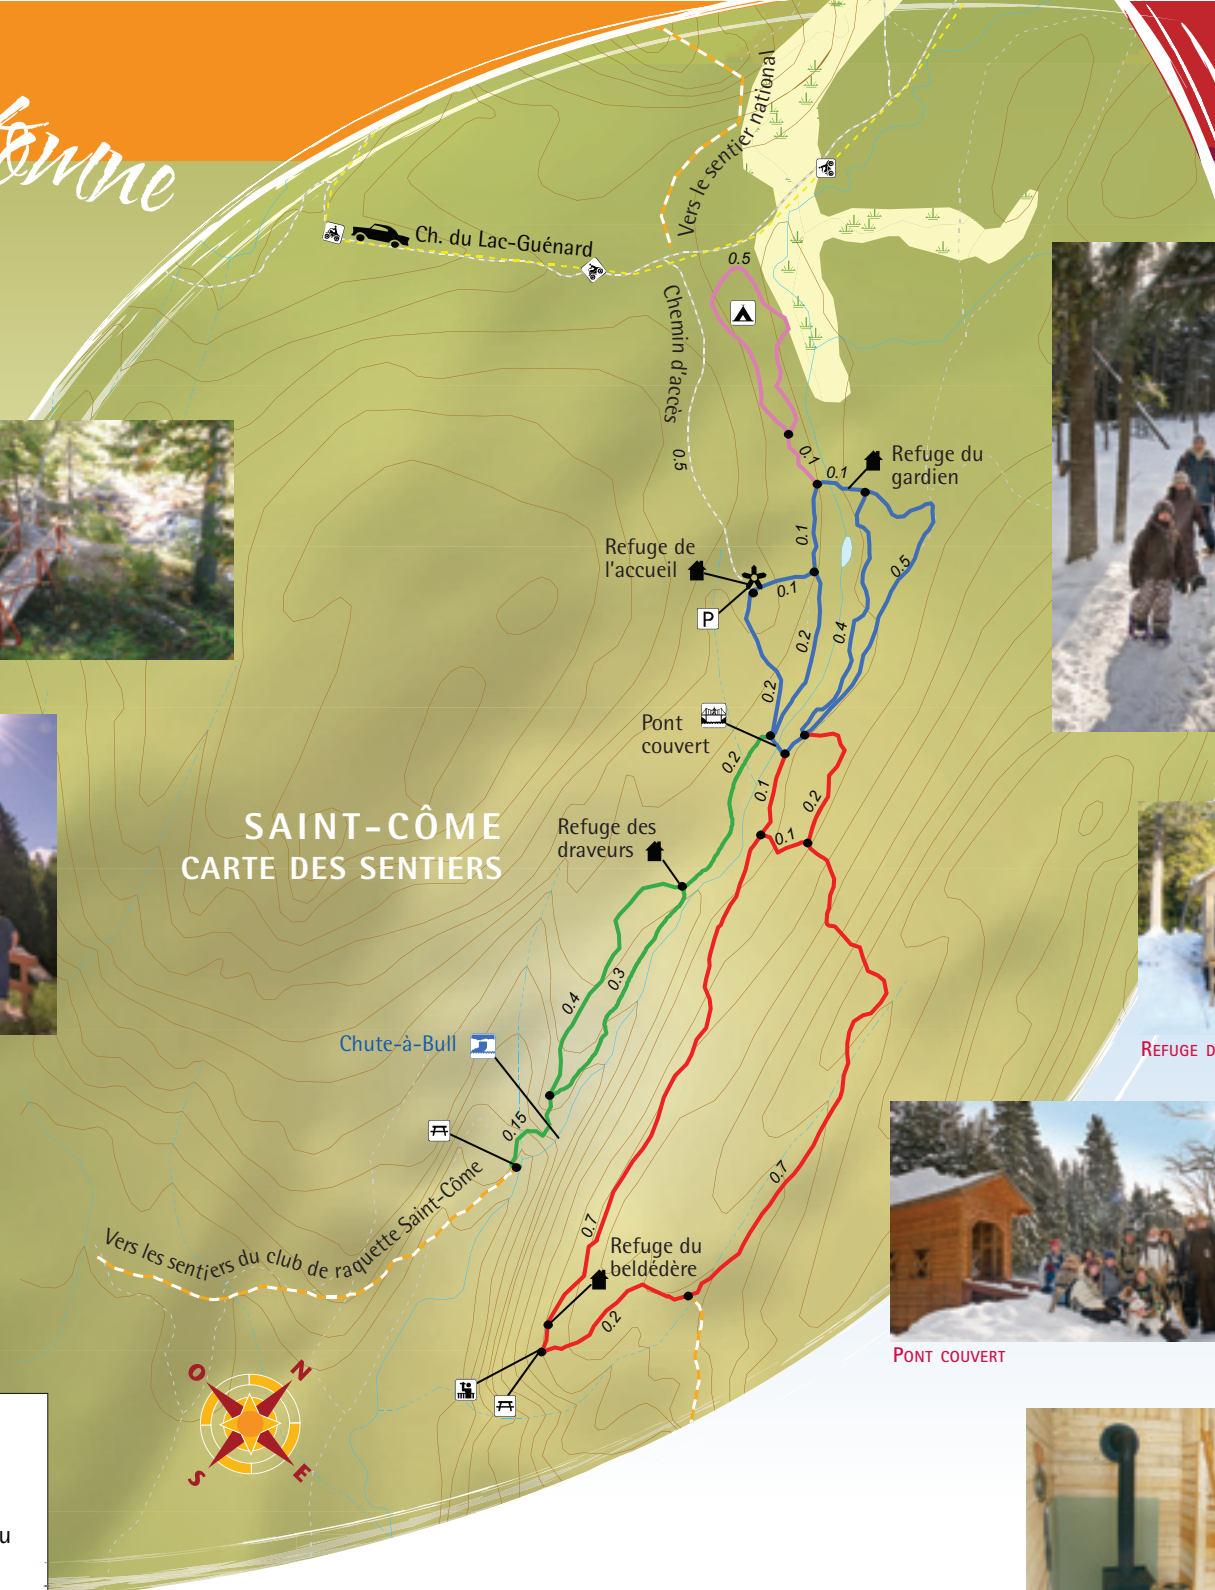 Vers le sentier national
Ch. du Lac-Guénard
0.5
Chemin d'accès
0.5
0.1
0.1
Refuge du
gardien
0.1
Refuge de
l'accueil
0.1
P
0.5
0.2
0.4
0.2
Pont
couvert
0.2
0.1
0.2
0.1
SAINT-CÔME
CARTE DES SENTIERS
Refuge des
draveurs
0.4
0.3
Chute-à-Bull
REFUGE D
0.15
Vers les sentiers du club de raquette Saint-Côme
0.7
0.7
Refuge du
beldédère
0.2
PONT COUVERT
O
N
S
E
u